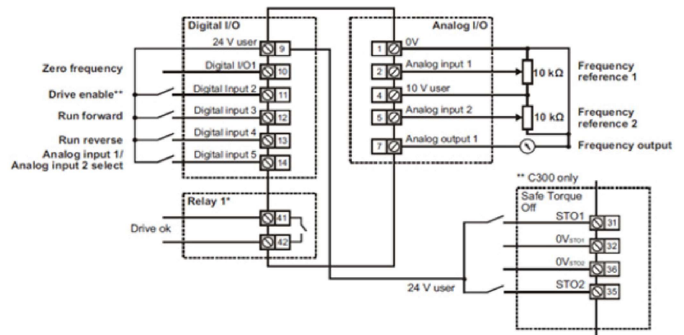 Digital I/O
24 V user
9
Zero frequency
Digital I/O1
10
Drive enable**
Digital Input 2
11
Run forward
Digital input 3
12
Run reverse
Digital input 4
13
Analog input 1/
Analog input 2 select
Digital input 5
14
Relay 1*
41
Drive ok
42
Analog I/O
1
0V
2
Analog input 1
10 kΩ
Frequency
reference 1
4
10 V user
5
Analog input 2
10 kΩ
Frequency
reference 2
7
Analog output 1
Frequency output
** C300 only
Safe Torque
Off
STO1
31
0VSTO1
32
0VSTO2
36
STO2
35
24 V user